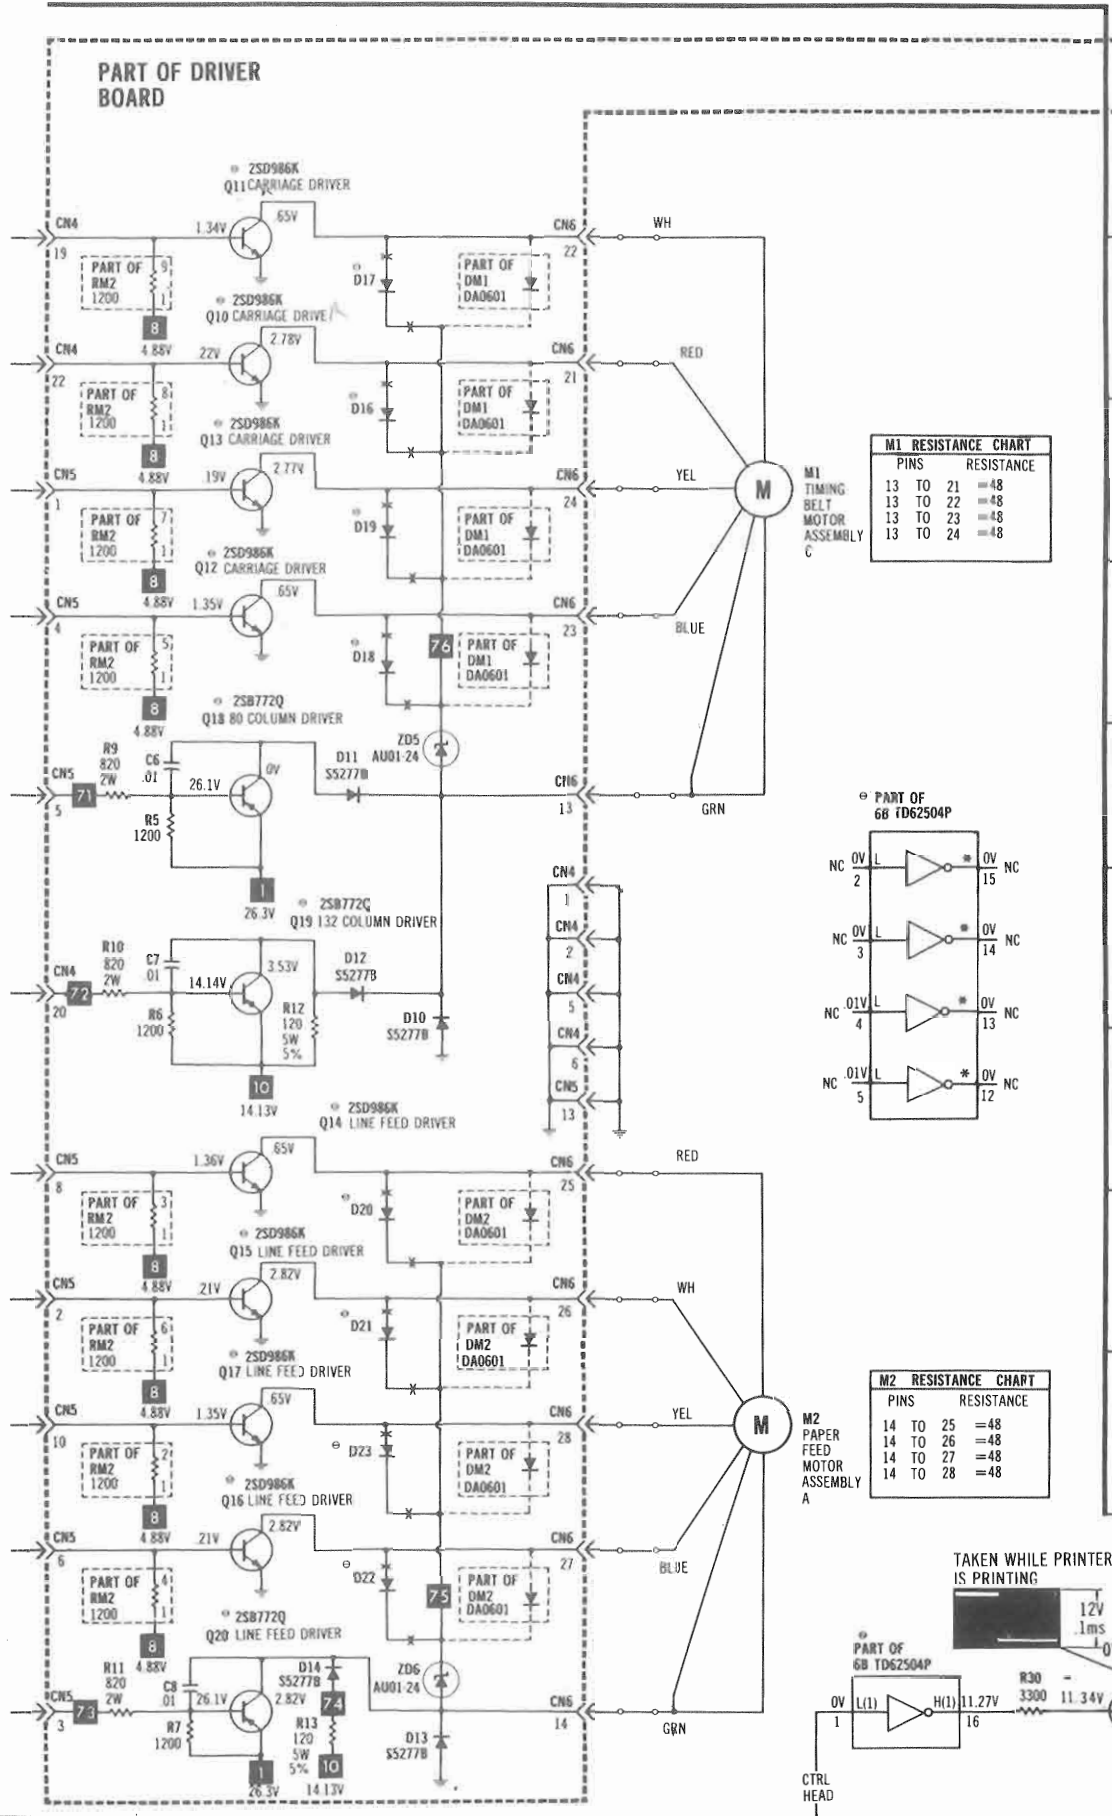 PART OF DRIVER
BOARD
2SD986K
Q11 CARRIAGE DRIVER
CN4
19
1.34V
.65V
PART OF
RM2
1200
9
1
8
4.88V
D17
PART OF
DM1
DA0601
CN6
22
WH
2SD986K
Q10 CARRIAGE DRIVE
CN4
22
.22V
2.78V
PART OF
RM2
1200
8
1
8
4.88V
D16
PART OF
DM1
DA0601
CN6
21
RED
2SD986K
Q13 CARRIAGE DRIVER
CN5
1
.19V
2.77V
PART OF
RM2
1200
7
1
8
4.88V
D19
PART OF
DM1
DA0601
CN6
24
YEL
M
M1
TIMING
BELT
MOTOR
ASSEMBLY
C
M1 RESISTANCE CHART
PINS RESISTANCE
13 TO 21 =48
13 TO 22 =48
13 TO 23 =48
13 TO 24 =48
2SD986K
Q12 CARRIAGE DRIVER
CN5
4
1.35V
.65V
PART OF
RM2
1200
5
1
8
4.88V
D18
76
PART OF
DM1
DA0601
CN6
23
BLUE
2SB772Q
Q18 80 COLUMN DRIVER
ZD5
AU01-24
CN5
5
71
R9
820
2W
C6
.01
26.1V
0V
R5
1200
D11
S5277B
1
26.3V
CN6
13
GRN
PART OF
6B TD62504P
NC 0V L * 0V NC
2 15
NC 0V L * 0V NC
3 14
NC .01V L * 0V NC
4 13
NC .01V L * 0V NC
5 12
CN4
1
CN4
2
CN4
5
CN4
6
CN5
13
2SB772Q
Q19 132 COLUMN DRIVER
CN4
20
72
R10
820
2W
C7
.01
14.14V
3.53V
R6
1200
R12
120
5W
5%
D12
S5277B
D10
S5277B
10
14.13V
2SD986K
Q14 LINE FEED DRIVER
CN5
8
1.36V
.65V
PART OF
RM2
1200
3
1
8
4.88V
D20
PART OF
DM2
DA0601
CN6
25
RED
2SD986K
Q15 LINE FEED DRIVER
CN5
2
.21V
2.82V
PART OF
RM2
1200
6
1
8
4.88V
D21
PART OF
DM2
DA0601
CN6
26
WH
2SD986K
Q17 LINE FEED DRIVER
CN5
10
1.35V
.65V
PART OF
RM2
1200
2
1
8
4.88V
D23
PART OF
DM2
DA0601
CN6
28
YEL
M
M2
PAPER
FEED
MOTOR
ASSEMBLY
A
M2 RESISTANCE CHART
PINS RESISTANCE
14 TO 25 =48
14 TO 26 =48
14 TO 27 =48
14 TO 28 =48
2SD986K
Q16 LINE FEED DRIVER
CN5
6
.21V
2.82V
PART OF
RM2
1200
4
1
8
4.88V
D22
75
PART OF
DM2
DA0601
CN6
27
BLUE
2SB772Q
Q20 LINE FEED DRIVER
CN5
3
73
R11
820
2W
C8
.01
26.1V
2.82V
R7
1200
1
26.3V
D14
S5277B
74
R13
120
5W
5%
10
14.13V
ZD6
AU01-24
D13
S5277B
CN6
14
GRN
TAKEN WHILE PRINTER
IS PRINTING
12V
.1ms
0
PART OF
6B TD62504P
0V L(1) H(1) 11.27V
1 16
R30
3300
11.34V
CTRL
HEAD